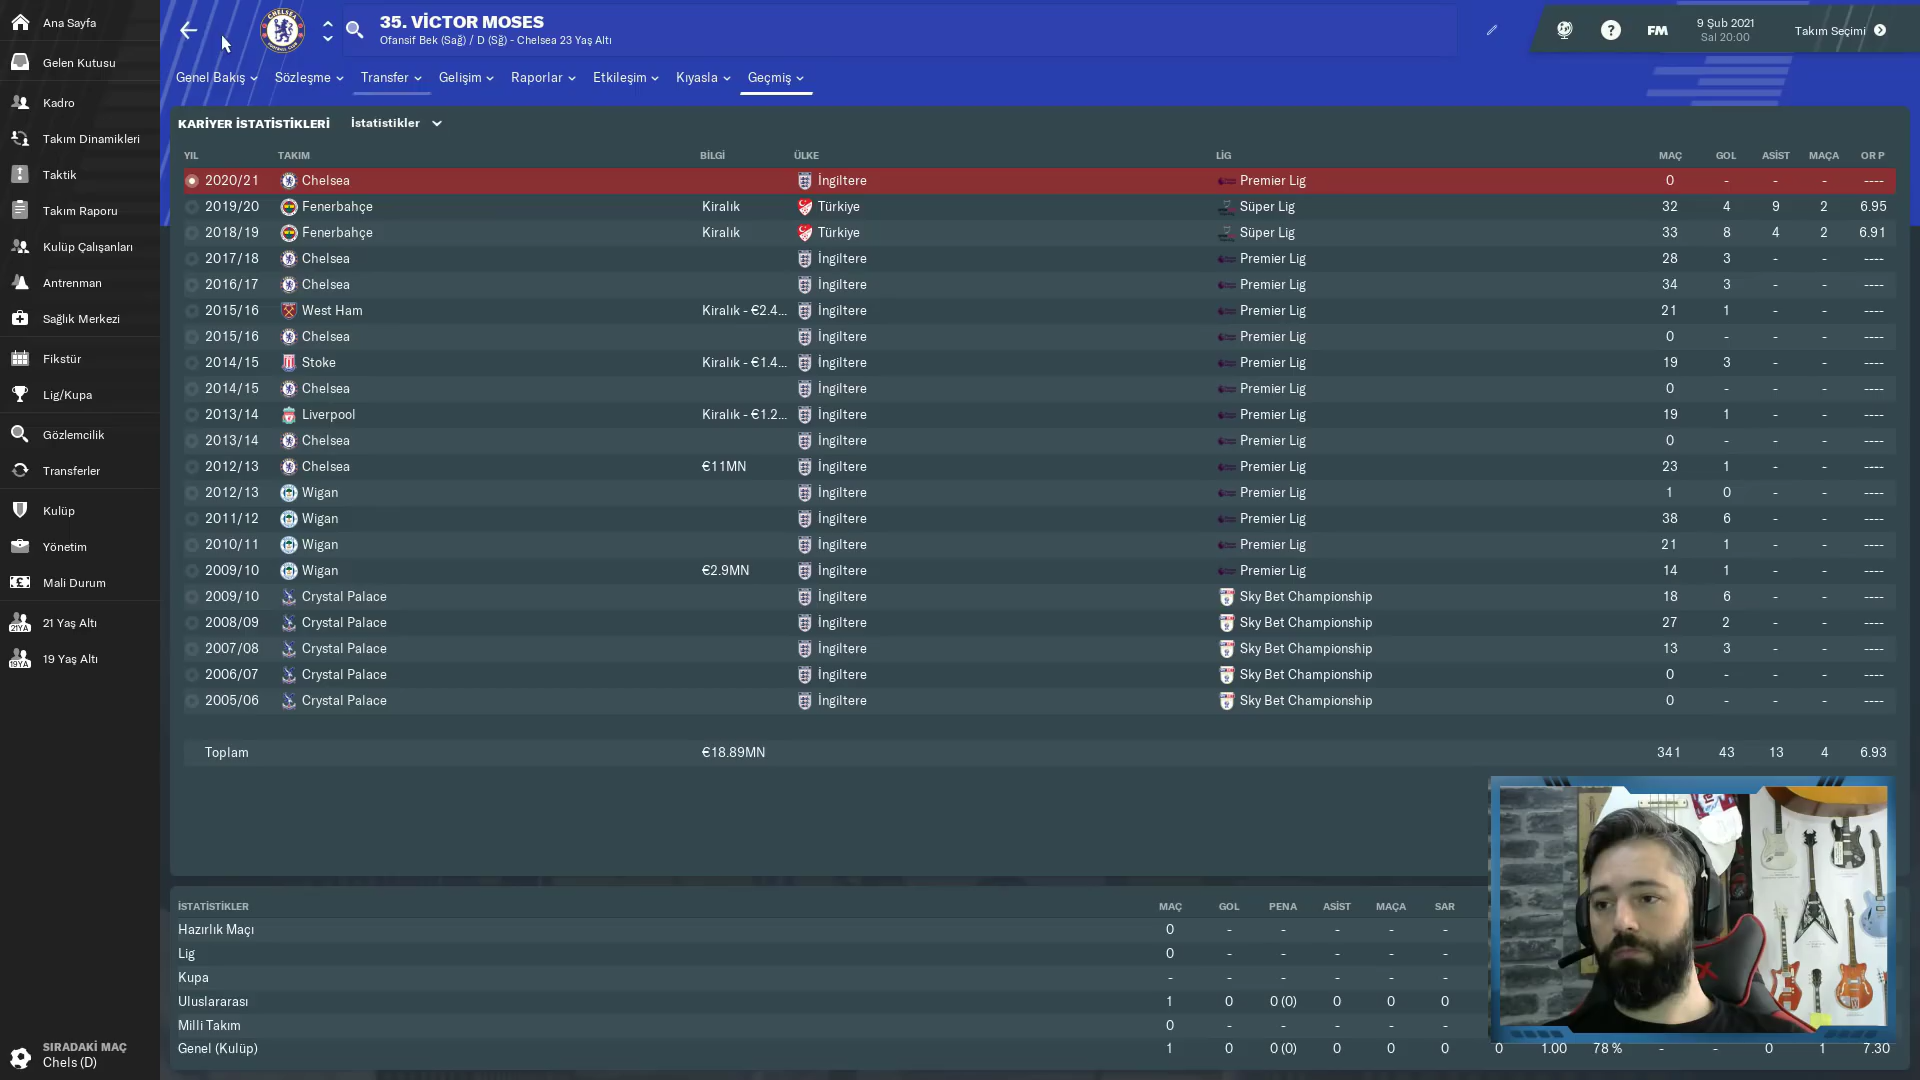 Ana Sayfa
Gelen Kutusu
Kadro
Takım Dinamikleri
Taktik
Takım Raporu
Kulüp Çalışanları
Antrenman
Sağlık Merkezi
Fikstür
Lig/Kupa
Gözlemcilik
Transferler
Kulüp
Yönetim
Mali Durum
21YA 21 Yaş Altı
19YA 19 Yaş Altı
SIRADAKİ MAÇ
Chels (D)
35. VİCTOR MOSES
Ofansif Bek (Sağ) / D (Sğ) - Chelsea 23 Yaş Altı
? FM 9 Şub 2021
Sal 20:00
Takım Seçimi
Genel Bakış Sözleşme Transfer Gelişim Raporlar Etkileşim Kıyasla Geçmiş
KARİYER İSTATİSTİKLERİ İstatistikler
YIL TAKIM BİLGİ ÜLKE LİG MAÇ GOL ASİST MAÇA OR P
2020/21 Chelsea İngiltere Premier Lig 0 - - - ----
2019/20 Fenerbahçe Kiralık Türkiye Süper Lig 32 4 9 2 6.95
2018/19 Fenerbahçe Kiralık Türkiye Süper Lig 33 8 4 2 6.91
2017/18 Chelsea İngiltere Premier Lig 28 3 - - ----
2016/17 Chelsea İngiltere Premier Lig 34 3 - - ----
2015/16 West Ham Kiralık - €2.4... İngiltere Premier Lig 21 1 - - ----
2015/16 Chelsea İngiltere Premier Lig 0 - - - ----
2014/15 Stoke Kiralık - €1.4... İngiltere Premier Lig 19 3 - - ----
2014/15 Chelsea İngiltere Premier Lig 0 - - - ----
2013/14 Liverpool Kiralık - €1.2... İngiltere Premier Lig 19 1 - - ----
2013/14 Chelsea İngiltere Premier Lig 0 - - - ----
2012/13 Chelsea €11MN İngiltere Premier Lig 23 1 - - ----
2012/13 Wigan İngiltere Premier Lig 1 0 - - ----
2011/12 Wigan İngiltere Premier Lig 38 6 - - ----
2010/11 Wigan İngiltere Premier Lig 21 1 - - ----
2009/10 Wigan €2.9MN İngiltere Premier Lig 14 1 - - ----
2009/10 Crystal Palace İngiltere Sky Bet Championship 18 6 - - ----
2008/09 Crystal Palace İngiltere Sky Bet Championship 27 2 - - ----
2007/08 Crystal Palace İngiltere Sky Bet Championship 13 3 - - ----
2006/07 Crystal Palace İngiltere Sky Bet Championship 0 - - - ----
2005/06 Crystal Palace İngiltere Sky Bet Championship 0 - - - ----
Toplam €18.89MN 341 43 13 4 6.93
İSTATİSTİKLER MAÇ GOL PENA ASİST MAÇA SAR
Hazırlık Maçı 0 - - - - -
Lig 0 - - - - -
Kupa - - - - - -
Uluslararası 1 0 0 (0) 0 0 0
Milli Takım 0 - - - - -
Genel (Kulüp) 1 0 0 (0) 0 0 0 0 1.00 78 % - - 0 1 7.30